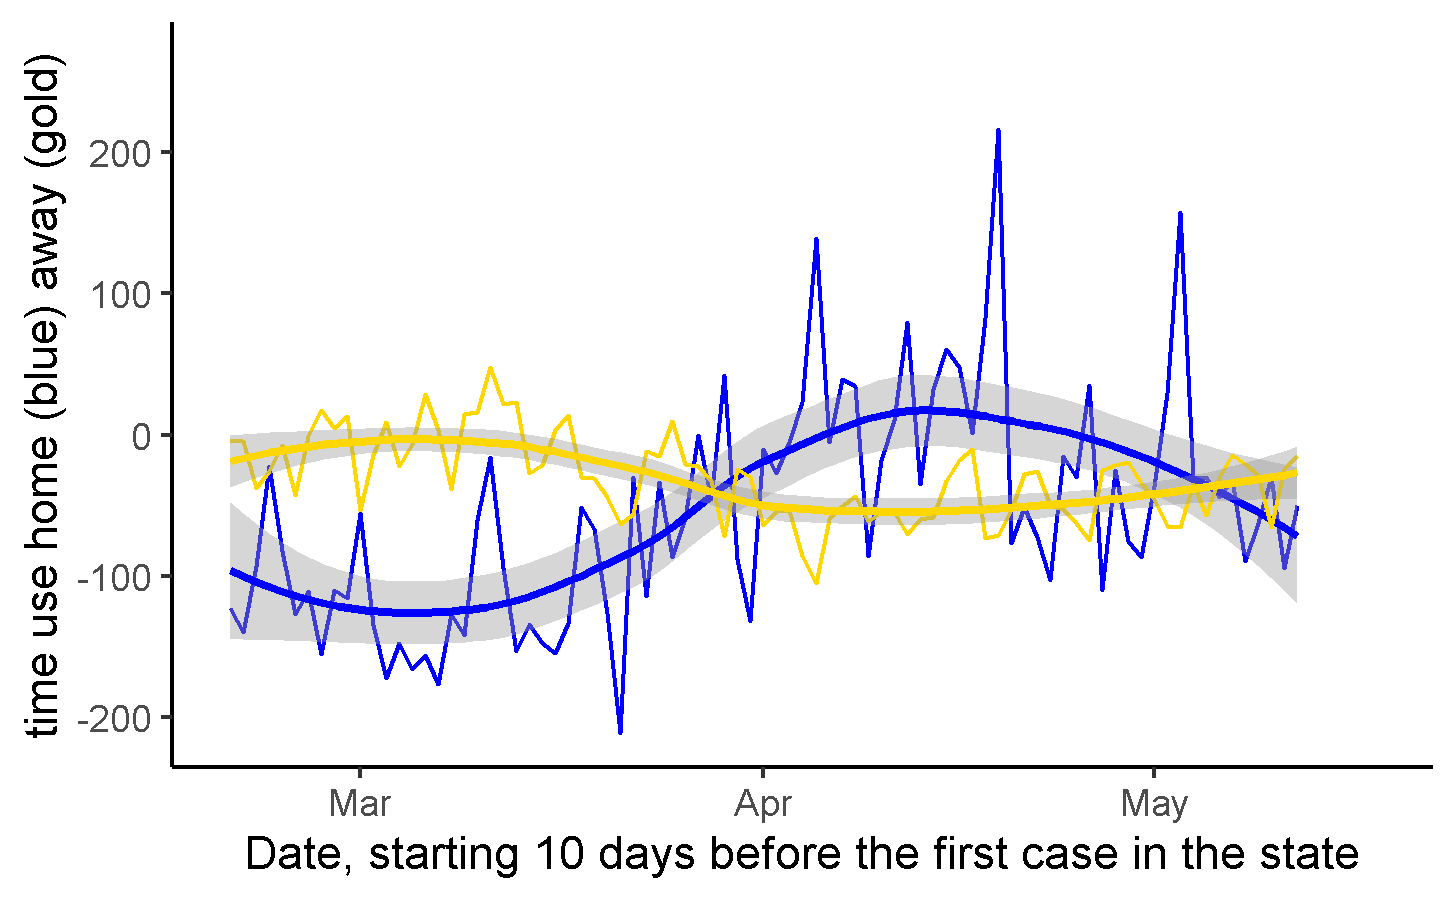 time use home (blue) away (gold)
200
100
0
-100
-200
Mar
Apr
May
Date, starting 10 days before the first case in the state